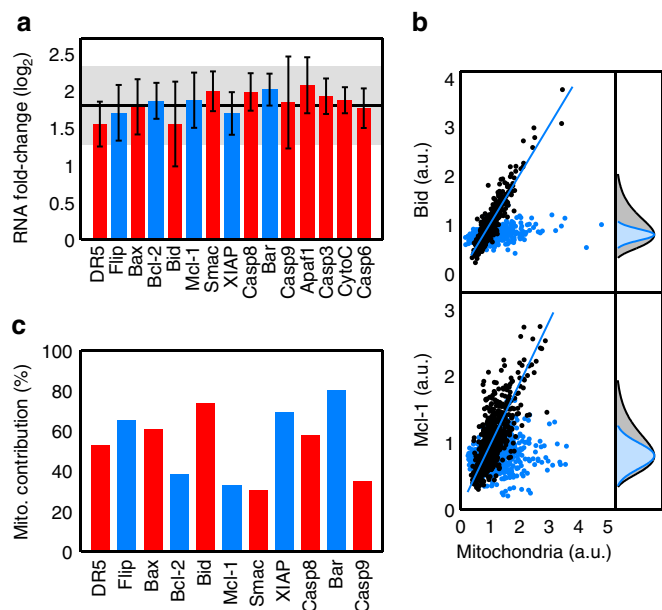 a
RNA fold-change (log2)
2.5
2
1.5
1
0.5
0
DR5
Flip
Bax
Bcl-2
Bid
Mcl-1
Smac
XIAP
Casp8
Bar
Casp9
Apaf1
Casp3
CytoC
Casp6
b
Bid (a.u.)
4
3
2
1
0
Mcl-1 (a.u.)
3
2
1
0
0 1 2 3 4 5
Mitochondria (a.u.)
c
Mito. contribution (%)
100
80
60
40
20
0
DR5
Flip
Bax
Bcl-2
Bid
Mcl-1
Smac
XIAP
Casp8
Bar
Casp9